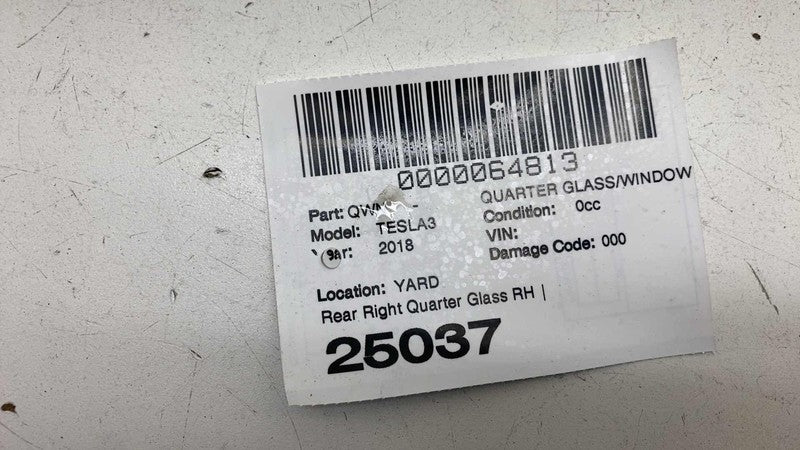 0000064813
Part: QUARTER GLASS/WINDOW
Model: TESLA3 Condition: 0cc
2018 VIN:
Damage Code: 000
Location: YARD
Rear Right Quarter Glass RH |
25037